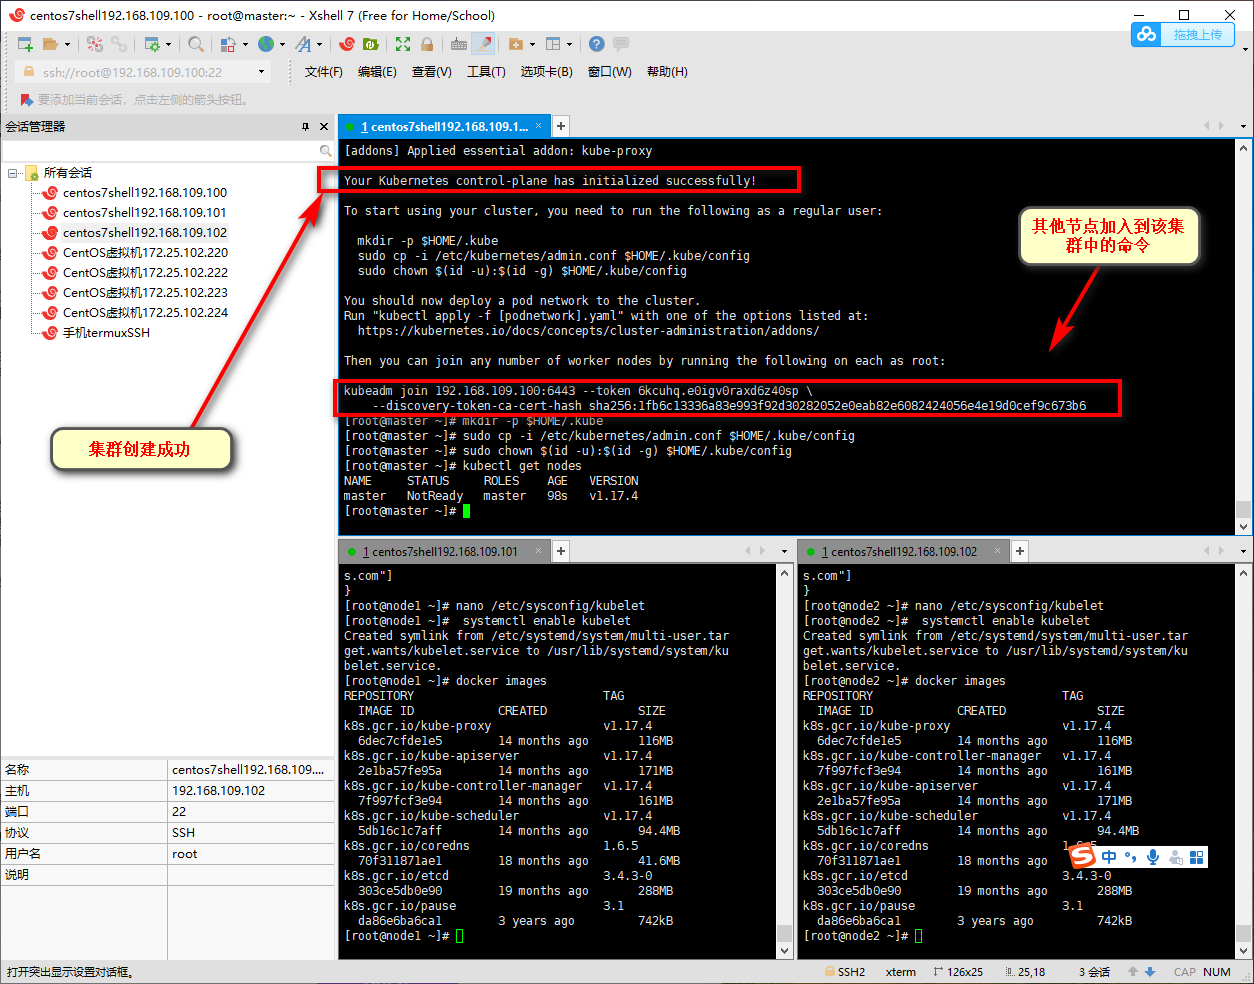 centos7shell192.168.109.100 - root@master:~ - Xshell 7 (Free for Home/School)
拖拽上传
ssh://root@192.168.109.100:22
文件(F) 编辑(E) 查看(V) 工具(T) 选项卡(B) 窗口(W) 帮助(H)
要添加当前会话，点击左侧的箭头按钮。
会话管理器
所有会话
centos7shell192.168.109.100
centos7shell192.168.109.101
centos7shell192.168.109.102
CentOS虚拟机172.25.102.220
CentOS虚拟机172.25.102.222
CentOS虚拟机172.25.102.223
CentOS虚拟机172.25.102.224
手机termuxSSH
集群创建成功
名称 centos7shell192.168.109....
主机 192.168.109.102
端口 22
协议 SSH
用户名 root
说明
1 centos7shell192.168.109.1...
[addons] Applied essential addon: kube-proxy
Your Kubernetes control-plane has initialized successfully!
To start using your cluster, you need to run the following as a regular user:
mkdir -p $HOME/.kube
sudo cp -i /etc/kubernetes/admin.conf $HOME/.kube/config
sudo chown $(id -u):$(id -g) $HOME/.kube/config
You should now deploy a pod network to the cluster.
Run "kubectl apply -f [podnetwork].yaml" with one of the options listed at:
https://kubernetes.io/docs/concepts/cluster-administration/addons/
Then you can join any number of worker nodes by running the following on each as root:
kubeadm join 192.168.109.100:6443 --token 6kcuhq.e0igv0raxd6z40sp \
--discovery-token-ca-cert-hash sha256:1fb6c13336a83e993f92d30282052e0eab82e6082424056e4e19d0cef9c673b6
[root@master ~]# mkdir -p $HOME/.kube
[root@master ~]# sudo cp -i /etc/kubernetes/admin.conf $HOME/.kube/config
[root@master ~]# sudo chown $(id -u):$(id -g) $HOME/.kube/config
[root@master ~]# kubectl get nodes
NAME STATUS ROLES AGE VERSION
master NotReady master 98s v1.17.4
[root@master ~]#
其他节点加入到该集
群中的命令
1 centos7shell192.168.109.101
s.com"]
}
[root@node1 ~]# nano /etc/sysconfig/kubelet
[root@node1 ~]#  systemctl enable kubelet
Created symlink from /etc/systemd/system/multi-user.tar
get.wants/kubelet.service to /usr/lib/systemd/system/ku
belet.service.
[root@node1 ~]# docker images
REPOSITORY TAG
IMAGE ID CREATED SIZE
k8s.gcr.io/kube-proxy v1.17.4
6dec7cfde1e5 14 months ago 116MB
k8s.gcr.io/kube-apiserver v1.17.4
2e1ba57fe95a 14 months ago 171MB
k8s.gcr.io/kube-controller-manager v1.17.4
7f997fcf3e94 14 months ago 161MB
k8s.gcr.io/kube-scheduler v1.17.4
5db16c1c7aff 14 months ago 94.4MB
k8s.gcr.io/coredns 1.6.5
70f311871ae1 18 months ago 41.6MB
k8s.gcr.io/etcd 3.4.3-0
303ce5db0e90 19 months ago 288MB
k8s.gcr.io/pause 3.1
da86e6ba6ca1 3 years ago 742kB
[root@node1 ~]#
1 centos7shell192.168.109.102
s.com"]
}
[root@node2 ~]# nano /etc/sysconfig/kubelet
[root@node2 ~]#  systemctl enable kubelet
Created symlink from /etc/systemd/system/multi-user.tar
get.wants/kubelet.service to /usr/lib/systemd/system/ku
belet.service.
[root@node2 ~]# docker images
REPOSITORY TAG
IMAGE ID CREATED SIZE
k8s.gcr.io/kube-proxy v1.17.4
6dec7cfde1e5 14 months ago 116MB
k8s.gcr.io/kube-controller-manager v1.17.4
7f997fcf3e94 14 months ago 161MB
k8s.gcr.io/kube-apiserver v1.17.4
2e1ba57fe95a 14 months ago 171MB
k8s.gcr.io/kube-scheduler v1.17.4
5db16c1c7aff 14 months ago 94.4MB
k8s.gcr.io/coredns
70f311871ae1 18 months ago
中
k8s.gcr.io/etcd 3.4.3-0
303ce5db0e90 19 months ago 288MB
k8s.gcr.io/pause 3.1
da86e6ba6ca1 3 years ago 742kB
[root@node2 ~]#
打开突出显示设置对话框。 SSH2 xterm 126x25 25,18 3 会话 CAP NUM